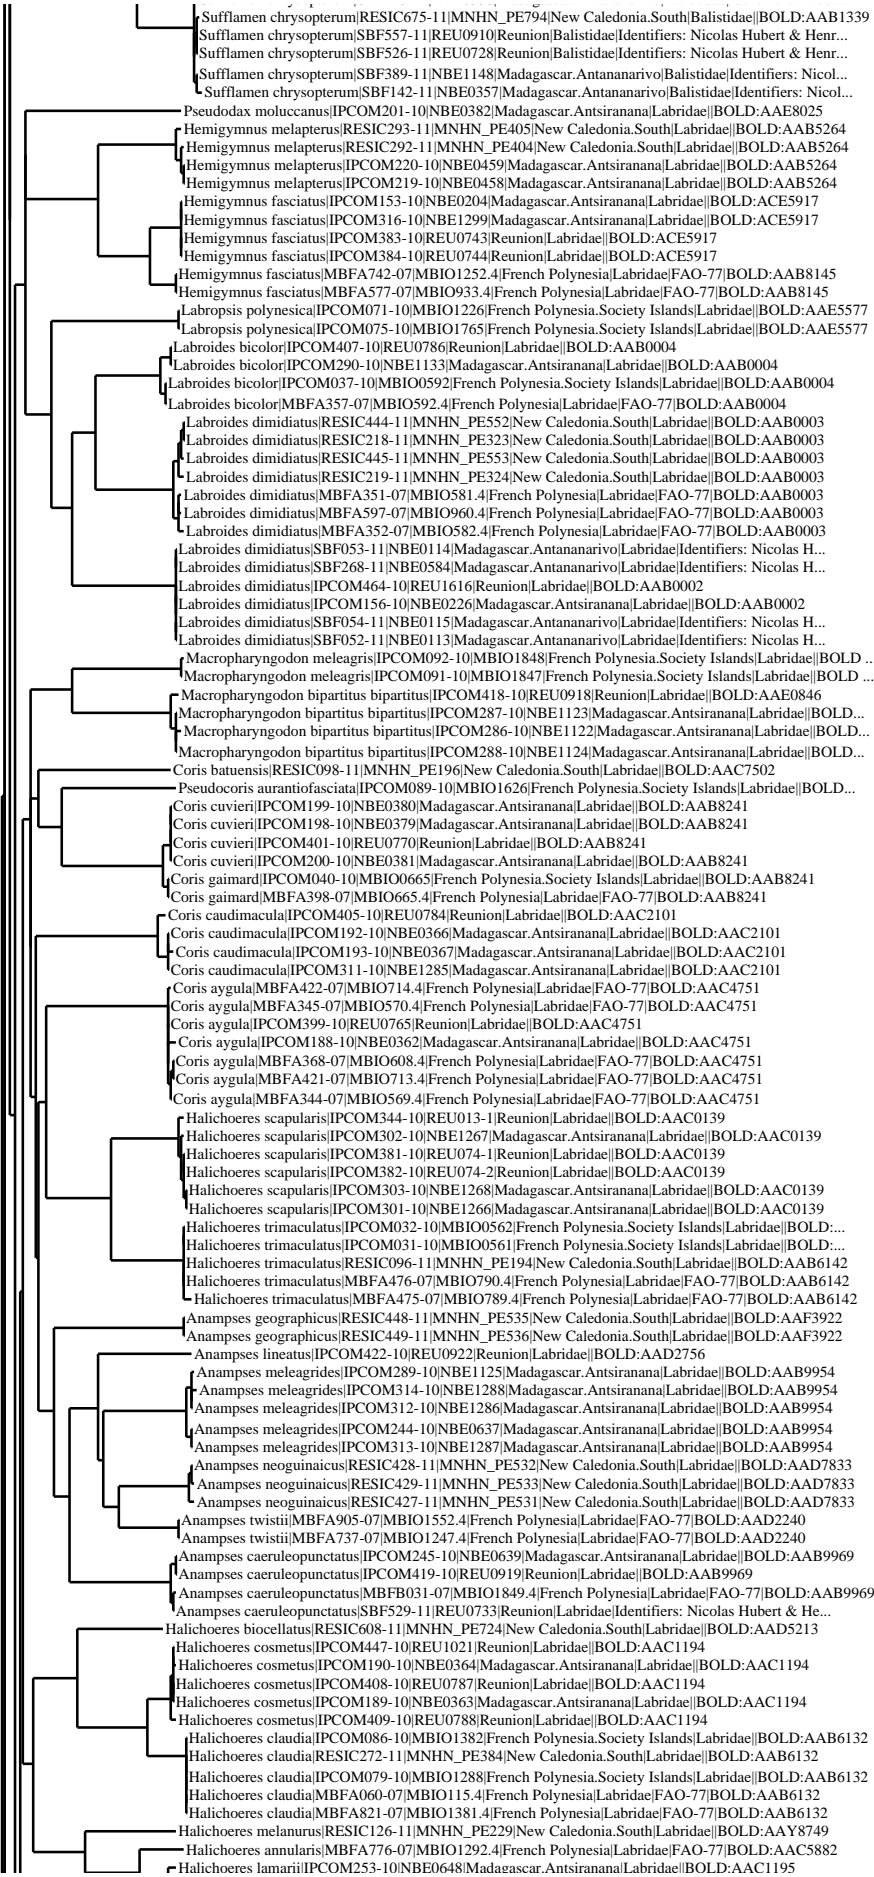 Sufflamen chrysopterum|RESIC675-11|MNHN_PE794|New Caledonia.South|Balistidae||BOLD:AAB1339
Sufflamen chrysopterum|SBF557-11|REU0910|Reunion|Balistidae|Identifiers: Nicolas Hubert & Henr...
Sufflamen chrysopterum|SBF526-11|REU0728|Reunion|Balistidae|Identifiers: Nicolas Hubert & Henr...
Sufflamen chrysopterum|SBF389-11|NBE1148|Madagascar.Antananarivo|Balistidae|Identifiers: Nicol...
Sufflamen chrysopterum|SBF142-11|NBE0357|Madagascar.Antananarivo|Balistidae|Identifiers: Nicol...
Pseudodax moluccanus|IPCOM201-10|NBE0382|Madagascar.Antsiranana|Labridae||BOLD:AAE8025
Hemigymnus melapterus|RESIC293-11|MNHN_PE405|New Caledonia.South|Labridae||BOLD:AAB5264
Hemigymnus melapterus|RESIC292-11|MNHN_PE404|New Caledonia.South|Labridae||BOLD:AAB5264
Hemigymnus melapterus|IPCOM220-10|NBE0459|Madagascar.Antsiranana|Labridae||BOLD:AAB5264
Hemigymnus melapterus|IPCOM219-10|NBE0458|Madagascar.Antsiranana|Labridae||BOLD:AAB5264
Hemigymnus fasciatus|IPCOM153-10|NBE0204|Madagascar.Antsiranana|Labridae||BOLD:ACE5917
Hemigymnus fasciatus|IPCOM316-10|NBE1299|Madagascar.Antsiranana|Labridae||BOLD:ACE5917
Hemigymnus fasciatus|IPCOM383-10|REU0743|Reunion|Labridae||BOLD:ACE5917
Hemigymnus fasciatus|IPCOM384-10|REU0744|Reunion|Labridae||BOLD:ACE5917
Hemigymnus fasciatus|MBFA742-07|MBIO1252.4|French Polynesia|Labridae|FAO-77|BOLD:AAB8145
Hemigymnus fasciatus|MBFA577-07|MBIO933.4|French Polynesia|Labridae|FAO-77|BOLD:AAB8145
Labropsis polynesica|IPCOM071-10|MBIO1226|French Polynesia.Society Islands|Labridae||BOLD:AAE5577
Labropsis polynesica|IPCOM075-10|MBIO1765|French Polynesia.Society Islands|Labridae||BOLD:AAE5577
Labroides bicolor|IPCOM407-10|REU0786|Reunion|Labridae||BOLD:AAB0004
Labroides bicolor|IPCOM290-10|NBE1133|Madagascar.Antsiranana|Labridae||BOLD:AAB0004
Labroides bicolor|IPCOM037-10|MBIO0592|French Polynesia.Society Islands|Labridae||BOLD:AAB0004
Labroides bicolor|MBFA357-07|MBIO592.4|French Polynesia|Labridae|FAO-77|BOLD:AAB0004
Labroides dimidiatus|RESIC444-11|MNHN_PE552|New Caledonia.South|Labridae||BOLD:AAB0003
Labroides dimidiatus|RESIC218-11|MNHN_PE323|New Caledonia.South|Labridae||BOLD:AAB0003
Labroides dimidiatus|RESIC445-11|MNHN_PE553|New Caledonia.South|Labridae||BOLD:AAB0003
Labroides dimidiatus|RESIC219-11|MNHN_PE324|New Caledonia.South|Labridae||BOLD:AAB0003
Labroides dimidiatus|MBFA351-07|MBIO581.4|French Polynesia|Labridae|FAO-77|BOLD:AAB0003
Labroides dimidiatus|MBFA597-07|MBIO960.4|French Polynesia|Labridae|FAO-77|BOLD:AAB0003
Labroides dimidiatus|MBFA352-07|MBIO582.4|French Polynesia|Labridae|FAO-77|BOLD:AAB0003
Labroides dimidiatus|SBF053-11|NBE0114|Madagascar.Antananarivo|Labridae|Identifiers: Nicolas H...
Labroides dimidiatus|SBF268-11|NBE0584|Madagascar.Antananarivo|Labridae|Identifiers: Nicolas H...
Labroides dimidiatus|IPCOM464-10|REU1616|Reunion|Labridae||BOLD:AAB0002
Labroides dimidiatus|IPCOM156-10|NBE0226|Madagascar.Antsiranana|Labridae||BOLD:AAB0002
Labroides dimidiatus|SBF054-11|NBE0115|Madagascar.Antananarivo|Labridae|Identifiers: Nicolas H...
Labroides dimidiatus|SBF052-11|NBE0113|Madagascar.Antananarivo|Labridae|Identifiers: Nicolas H...
Macropharyngodon meleagris|IPCOM092-10|MBIO1848|French Polynesia.Society Islands|Labridae||BOLD ...
Macropharyngodon meleagris|IPCOM091-10|MBIO1847|French Polynesia.Society Islands|Labridae||BOLD ...
Macropharyngodon bipartitus bipartitus|IPCOM418-10|REU0918|Reunion|Labridae||BOLD:AAE0846
Macropharyngodon bipartitus bipartitus|IPCOM287-10|NBE1123|Madagascar.Antsiranana|Labridae||BOLD...
Macropharyngodon bipartitus bipartitus|IPCOM286-10|NBE1122|Madagascar.Antsiranana|Labridae||BOLD...
Macropharyngodon bipartitus bipartitus|IPCOM288-10|NBE1124|Madagascar.Antsiranana|Labridae||BOLD...
Coris batuensis|RESIC098-11|MNHN_PE196|New Caledonia.South|Labridae||BOLD:AAC7502
Pseudocoris aurantiofasciata|IPCOM089-10|MBIO1626|French Polynesia.Society Islands|Labridae||BOLD...
Coris cuvieri|IPCOM199-10|NBE0380|Madagascar.Antsiranana|Labridae||BOLD:AAB8241
Coris cuvieri|IPCOM198-10|NBE0379|Madagascar.Antsiranana|Labridae||BOLD:AAB8241
Coris cuvieri|IPCOM401-10|REU0770|Reunion|Labridae||BOLD:AAB8241
Coris cuvieri|IPCOM200-10|NBE0381|Madagascar.Antsiranana|Labridae||BOLD:AAB8241
Coris gaimard|IPCOM040-10|MBIO0665|French Polynesia.Society Islands|Labridae||BOLD:AAB8241
Coris gaimard|MBFA398-07|MBIO665.4|French Polynesia|Labridae|FAO-77|BOLD:AAB8241
Coris caudimacula|IPCOM405-10|REU0784|Reunion|Labridae||BOLD:AAC2101
Coris caudimacula|IPCOM192-10|NBE0366|Madagascar.Antsiranana|Labridae||BOLD:AAC2101
Coris caudimacula|IPCOM193-10|NBE0367|Madagascar.Antsiranana|Labridae||BOLD:AAC2101
Coris caudimacula|IPCOM311-10|NBE1285|Madagascar.Antsiranana|Labridae||BOLD:AAC2101
Coris aygula|MBFA422-07|MBIO714.4|French Polynesia|Labridae|FAO-77|BOLD:AAC4751
Coris aygula|MBFA345-07|MBIO570.4|French Polynesia|Labridae|FAO-77|BOLD:AAC4751
Coris aygula|IPCOM399-10|REU0765|Reunion|Labridae||BOLD:AAC4751
Coris aygula|IPCOM188-10|NBE0362|Madagascar.Antsiranana|Labridae||BOLD:AAC4751
Coris aygula|MBFA368-07|MBIO608.4|French Polynesia|Labridae|FAO-77|BOLD:AAC4751
Coris aygula|MBFA421-07|MBIO713.4|French Polynesia|Labridae|FAO-77|BOLD:AAC4751
Coris aygula|MBFA344-07|MBIO569.4|French Polynesia|Labridae|FAO-77|BOLD:AAC4751
Halichoeres scapularis|IPCOM344-10|REU013-1|Reunion|Labridae||BOLD:AAC0139
Halichoeres scapularis|IPCOM302-10|NBE1267|Madagascar.Antsiranana|Labridae||BOLD:AAC0139
Halichoeres scapularis|IPCOM381-10|REU074-1|Reunion|Labridae||BOLD:AAC0139
Halichoeres scapularis|IPCOM382-10|REU074-2|Reunion|Labridae||BOLD:AAC0139
Halichoeres scapularis|IPCOM303-10|NBE1268|Madagascar.Antsiranana|Labridae||BOLD:AAC0139
Halichoeres scapularis|IPCOM301-10|NBE1266|Madagascar.Antsiranana|Labridae||BOLD:AAC0139
Halichoeres trimaculatus|IPCOM032-10|MBIO0562|French Polynesia.Society Islands|Labridae||BOLD:...
Halichoeres trimaculatus|IPCOM031-10|MBIO0561|French Polynesia.Society Islands|Labridae||BOLD:...
Halichoeres trimaculatus|RESIC096-11|MNHN_PE194|New Caledonia.South|Labridae||BOLD:AAB6142
Halichoeres trimaculatus|MBFA476-07|MBIO790.4|French Polynesia|Labridae|FAO-77|BOLD:AAB6142
Halichoeres trimaculatus|MBFA475-07|MBIO789.4|French Polynesia|Labridae|FAO-77|BOLD:AAB6142
Anampses geographicus|RESIC448-11|MNHN_PE535|New Caledonia.South|Labridae||BOLD:AAF3922
Anampses geographicus|RESIC449-11|MNHN_PE536|New Caledonia.South|Labridae||BOLD:AAF3922
Anampses lineatus|IPCOM422-10|REU0922|Reunion|Labridae||BOLD:AAD2756
Anampses meleagrides|IPCOM289-10|NBE1125|Madagascar.Antsiranana|Labridae||BOLD:AAB9954
Anampses meleagrides|IPCOM314-10|NBE1288|Madagascar.Antsiranana|Labridae||BOLD:AAB9954
Anampses meleagrides|IPCOM312-10|NBE1286|Madagascar.Antsiranana|Labridae||BOLD:AAB9954
Anampses meleagrides|IPCOM244-10|NBE0637|Madagascar.Antsiranana|Labridae||BOLD:AAB9954
Anampses meleagrides|IPCOM313-10|NBE1287|Madagascar.Antsiranana|Labridae||BOLD:AAB9954
Anampses neoguinaicus|RESIC428-11|MNHN_PE532|New Caledonia.South|Labridae||BOLD:AAD7833
Anampses neoguinaicus|RESIC429-11|MNHN_PE533|New Caledonia.South|Labridae||BOLD:AAD7833
Anampses neoguinaicus|RESIC427-11|MNHN_PE531|New Caledonia.South|Labridae||BOLD:AAD7833
Anampses twistii|MBFA905-07|MBIO1552.4|French Polynesia|Labridae|FAO-77|BOLD:AAD2240
Anampses twistii|MBFA737-07|MBIO1247.4|French Polynesia|Labridae|FAO-77|BOLD:AAD2240
Anampses caeruleopunctatus|IPCOM245-10|NBE0639|Madagascar.Antsiranana|Labridae||BOLD:AAB9969
Anampses caeruleopunctatus|IPCOM419-10|REU0919|Reunion|Labridae||BOLD:AAB9969
Anampses caeruleopunctatus|MBFB031-07|MBIO1849.4|French Polynesia|Labridae|FAO-77|BOLD:AAB9969
Anampses caeruleopunctatus|SBF529-11|REU0733|Reunion|Labridae|Identifiers: Nicolas Hubert & He...
Halichoeres biocellatus|RESIC608-11|MNHN_PE724|New Caledonia.South|Labridae||BOLD:AAD5213
Halichoeres cosmetus|IPCOM447-10|REU1021|Reunion|Labridae||BOLD:AAC1194
Halichoeres cosmetus|IPCOM190-10|NBE0364|Madagascar.Antsiranana|Labridae||BOLD:AAC1194
Halichoeres cosmetus|IPCOM408-10|REU0787|Reunion|Labridae||BOLD:AAC1194
Halichoeres cosmetus|IPCOM189-10|NBE0363|Madagascar.Antsiranana|Labridae||BOLD:AAC1194
Halichoeres cosmetus|IPCOM409-10|REU0788|Reunion|Labridae||BOLD:AAC1194
Halichoeres claudia|IPCOM086-10|MBIO1382|French Polynesia.Society Islands|Labridae||BOLD:AAB6132
Halichoeres claudia|RESIC272-11|MNHN_PE384|New Caledonia.South|Labridae||BOLD:AAB6132
Halichoeres claudia|IPCOM079-10|MBIO1288|French Polynesia.Society Islands|Labridae||BOLD:AAB6132
Halichoeres claudia|MBFA060-07|MBIO115.4|French Polynesia|Labridae|FAO-77|BOLD:AAB6132
Halichoeres claudia|MBFA821-07|MBIO1381.4|French Polynesia|Labridae|FAO-77|BOLD:AAB6132
Halichoeres melanurus|RESIC126-11|MNHN_PE229|New Caledonia.South|Labridae||BOLD:AAY8749
Halichoeres annularis|MBFA776-07|MBIO1292.4|French Polynesia|Labridae|FAO-77|BOLD:AAC5882
Halichoeres lamarii|IPCOM253-10|NBE0648|Madagascar.Antsiranana|Labridae||BOLD:AAC1195